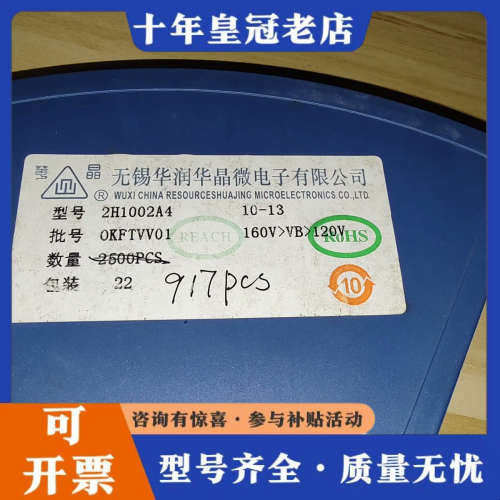 十年皇冠老店
华 晶
无锡华润华晶微电子有限公司
® WUXI CHINA RESOURCESHUAJING MICROELECTRONICS CO.,LTD.
型号 2H1002A4 10-13
批号 0KFTVV01 160V>VB>120V
REACH RoHS
数量 2500PCS
包装 22 917pcs
10
咨询有惊喜·参与补贴活动
可开票
型号齐全·质量无忧